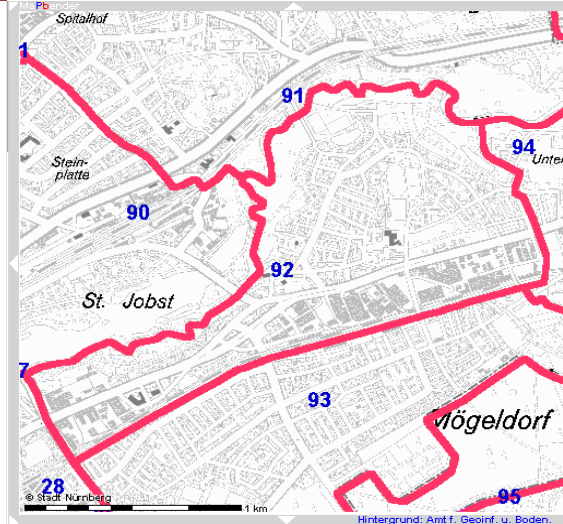 MaPbender
Spitalhof
1
91
Stein-
platte
94
Unter
90
92
St. Jobst
7
93
Mögeldorf
28
95
© Stadt Nürnberg
1 km
Hintergrund: Amt f. Geoinf. u. Boden.